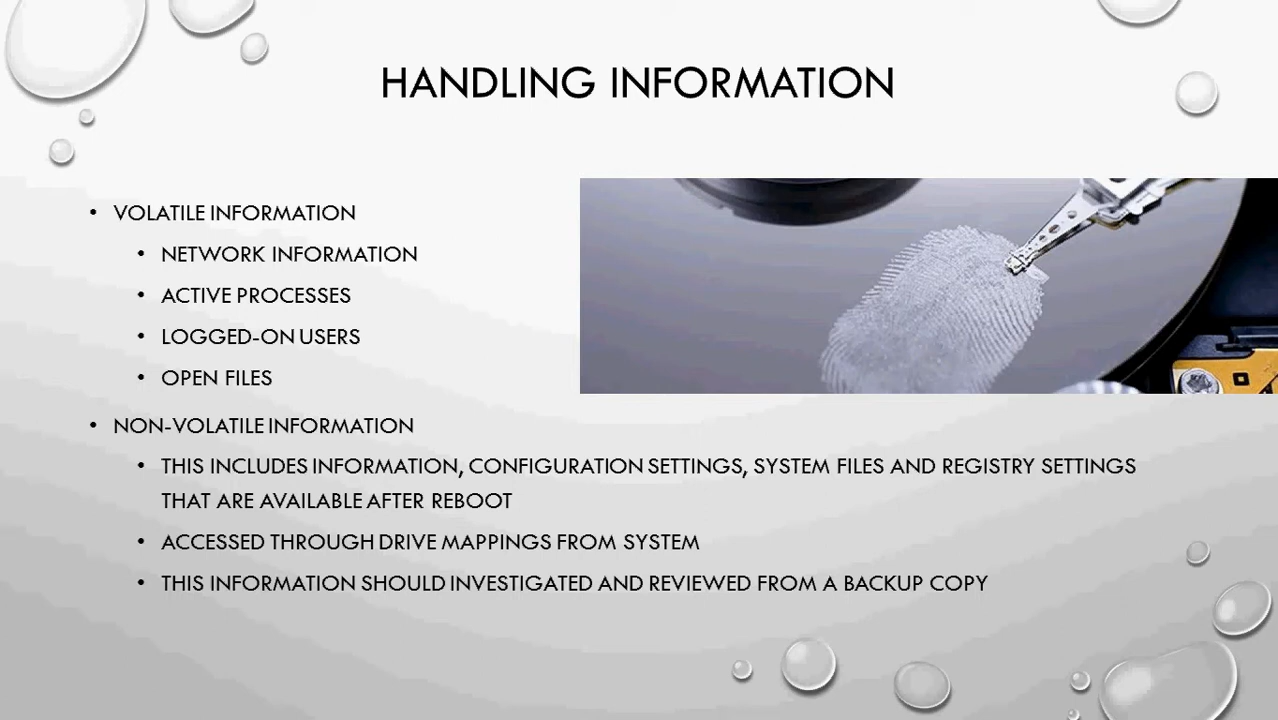 HANDLING INFORMATION
• VOLATILE INFORMATION
• NETWORK INFORMATION
• ACTIVE PROCESSES
• LOGGED-ON USERS
• OPEN FILES
• NON-VOLATILE INFORMATION
• THIS INCLUDES INFORMATION, CONFIGURATION SETTINGS, SYSTEM FILES AND REGISTRY SETTINGS
THAT ARE AVAILABLE AFTER REBOOT
• ACCESSED THROUGH DRIVE MAPPINGS FROM SYSTEM
• THIS INFORMATION SHOULD INVESTIGATED AND REVIEWED FROM A BACKUP COPY